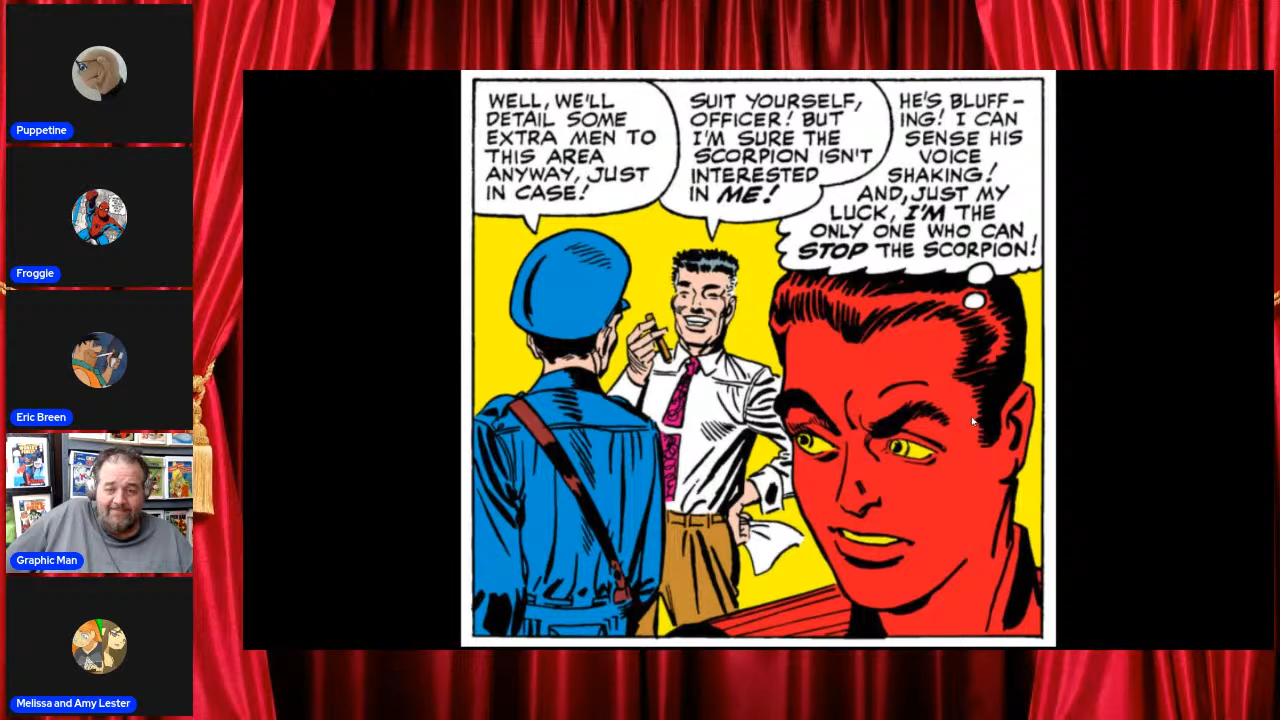 Puppetine
Froggie
Eric Breen
Graphic Man
Melissa and Amy Lester
WELL, WE'LL
DETAIL SOME
EXTRA MEN TO
THIS AREA
ANYWAY, JUST
IN CASE!
SUIT YOURSELF,
OFFICER! BUT
I'M SURE THE
SCORPION ISN'T
INTERESTED
IN ME!
HE'S BLUFF-
ING! I CAN
SENSE HIS
VOICE
SHAKING!
AND, JUST MY
LUCK, I'M THE
ONLY ONE WHO CAN
STOP THE SCORPION!